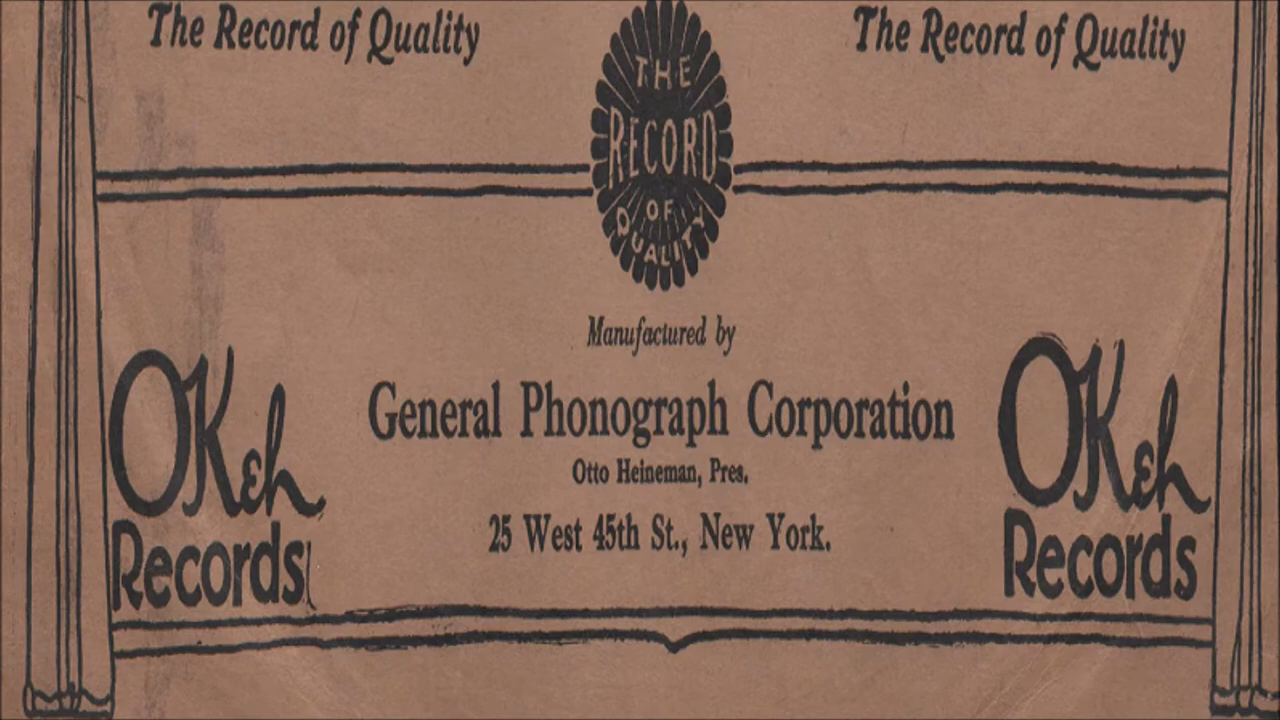 The Record of Quality
The Record of Quality
THE
RECORD
OF
QUALITY
Manufactured by
General Phonograph Corporation
Otto Heineman, Pres.
25 West 45th St., New York.
OKeh
Records
OKeh
Records